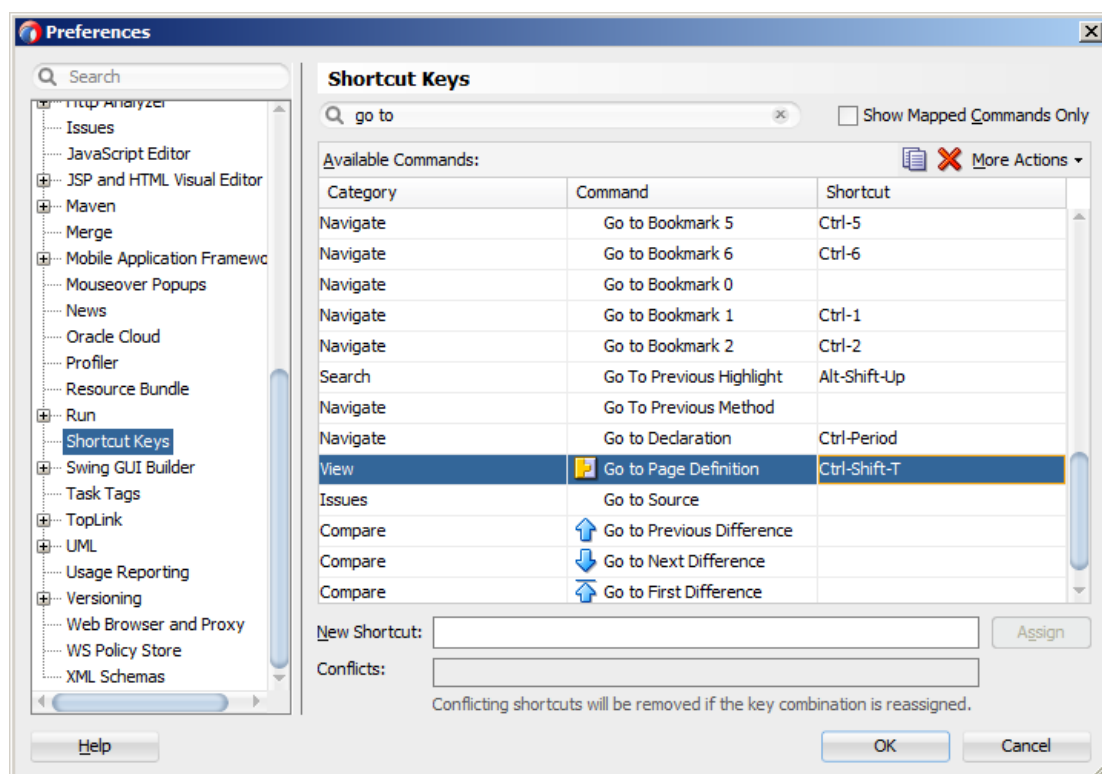 Preferences
Search
Http Analyzer
Issues
JavaScript Editor
JSP and HTML Visual Editor
Maven
Merge
Mobile Application Framewo
Mouseover Popups
News
Oracle Cloud
Profiler
Resource Bundle
Run
Shortcut Keys
Swing GUI Builder
Task Tags
TopLink
UML
Usage Reporting
Versioning
Web Browser and Proxy
WS Policy Store
XML Schemas
Shortcut Keys
go to
Show Mapped Commands Only
Available Commands: More Actions
Category Command Shortcut
Navigate Go to Bookmark 5 Ctrl-5
Navigate Go to Bookmark 6 Ctrl-6
Navigate Go to Bookmark 0
Navigate Go to Bookmark 1 Ctrl-1
Navigate Go to Bookmark 2 Ctrl-2
Search Go To Previous Highlight Alt-Shift-Up
Navigate Go To Previous Method
Navigate Go to Declaration Ctrl-Period
View Go to Page Definition Ctrl-Shift-T
Issues Go to Source
Compare Go to Previous Difference
Compare Go to Next Difference
Compare Go to First Difference
New Shortcut: Assign
Conflicts:
Conflicting shortcuts will be removed if the key combination is reassigned.
Help OK Cancel